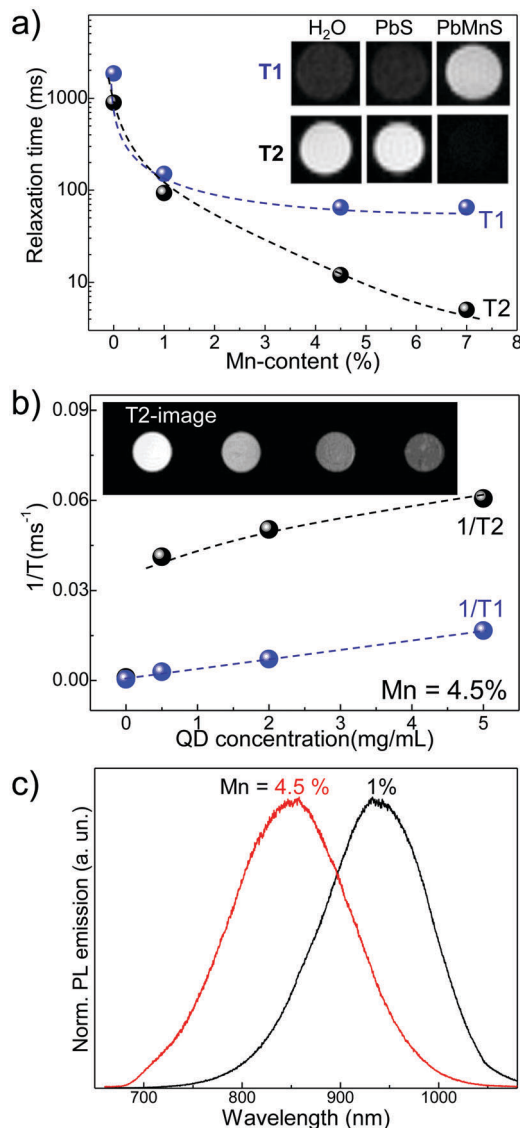 a)
H₂O PbS PbMnS
T1
T2
Relaxation time (ms)
1000
100
10
T1
T2
0 1 2 3 4 5 6 7 8
Mn-content (%)
b)
T2-image
1/T(ms⁻¹)
0.09
0.06
0.03
0.00
1/T2
1/T1
Mn = 4.5%
0 1 2 3 4 5
QD concentration(mg/mL)
c)
Mn = 4.5 % 1%
Norm. PL emission (a. un.)
700 800 900 1000
Wavelength (nm)